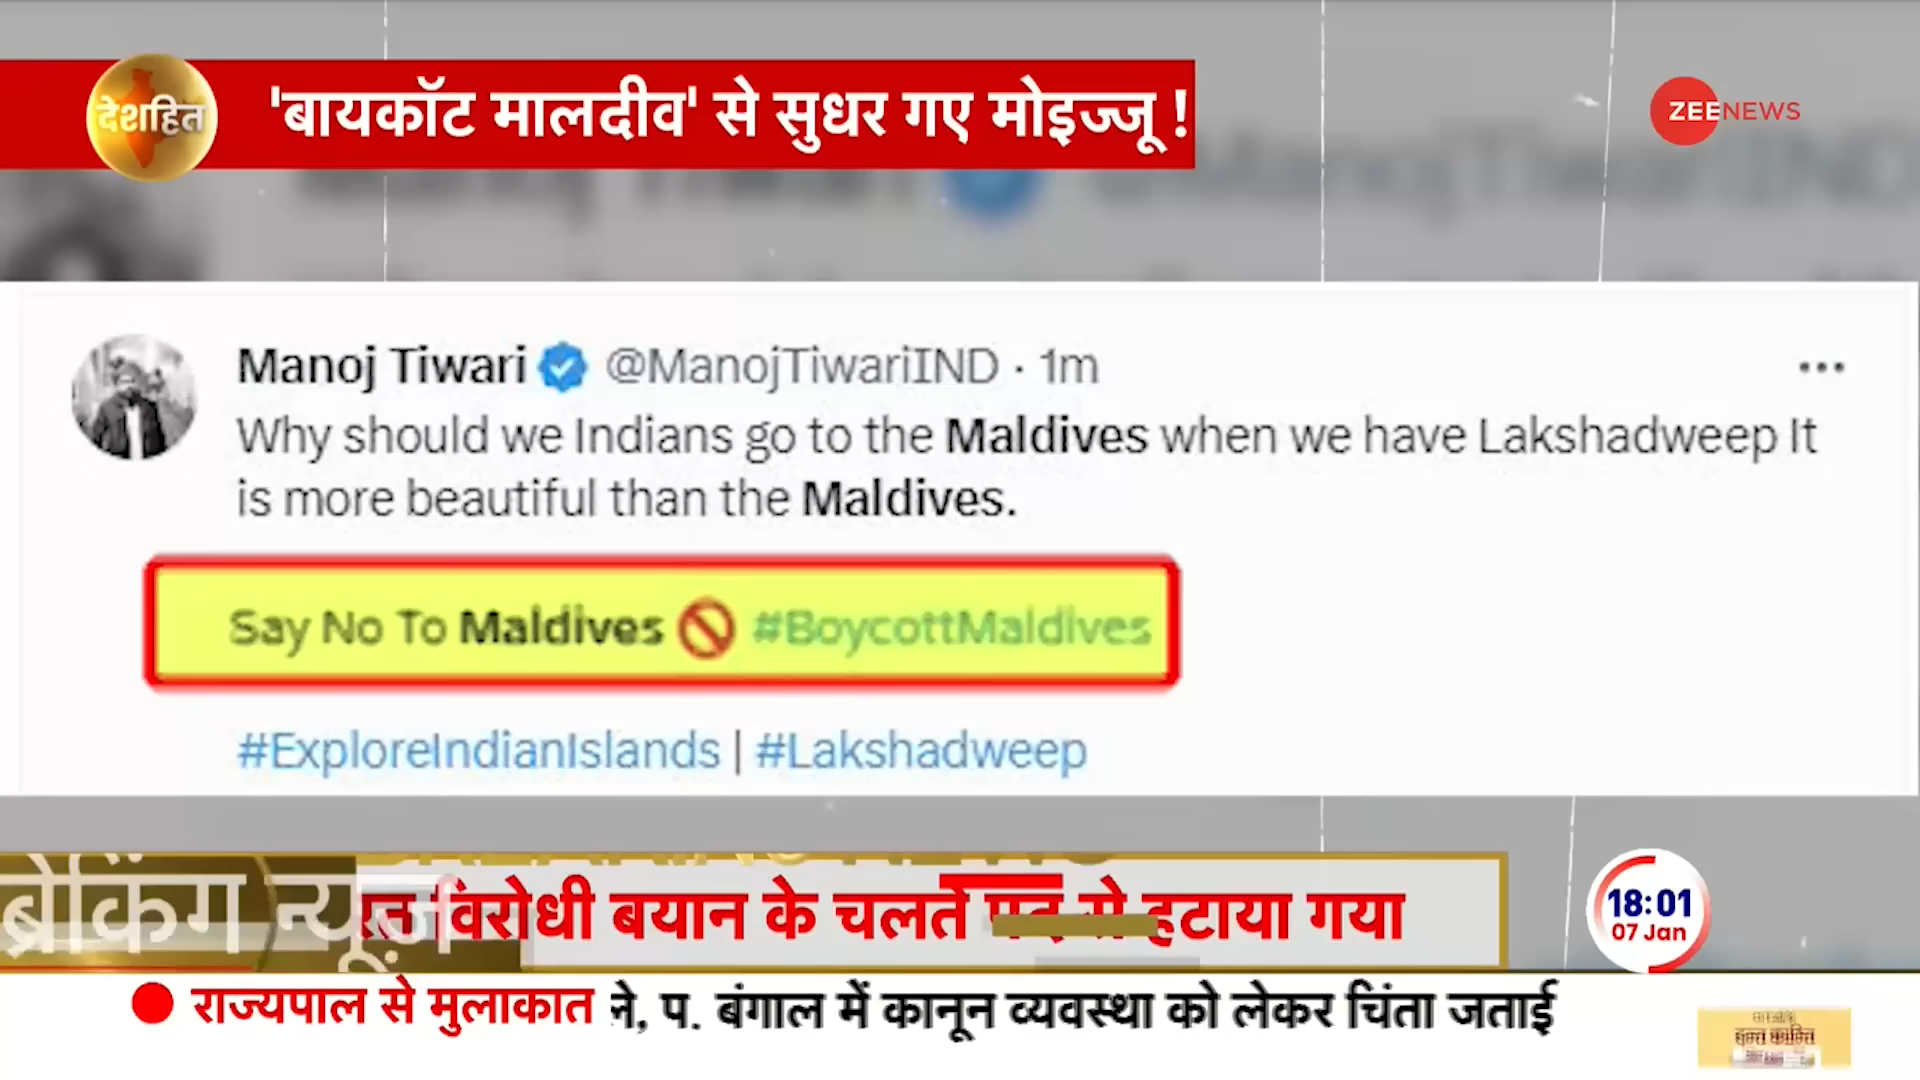 देशहित
'बायकॉट मालदीव' से सुधर गए मोइज्जू !
ZEENEWS
Manoj Tiwari @ManojTiwariIND · 1m
Why should we Indians go to the Maldives when we have Lakshadweep It
is more beautiful than the Maldives.
Say No To Maldives 🚫 #BoycottMaldives
#ExploreIndianIslands | #Lakshadweep
ब्रेकिंग न्यूज़
विरोधी बयान के चलते पद से हटाया गया
18:01
07 Jan
राज्यपाल से मुलाकात
ने, प. बंगाल में कानून व्यवस्था को लेकर चिंता जताई